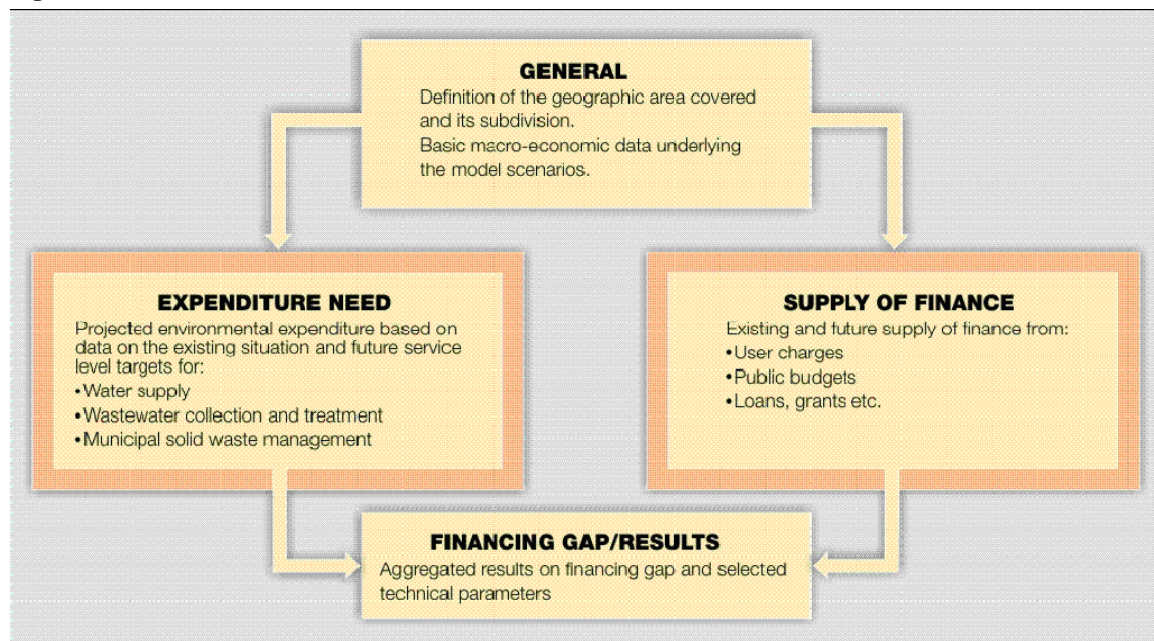 GENERAL
Definition of the geographic area covered
and its subdivision.
Basic macro-economic data underlying
the model scenarios.
EXPENDITURE NEED
Projected environmental expenditure based on
data on the existing situation and future service
level targets for:
•Water supply
•Wastewater collection and treatment
•Municipal solid waste management
SUPPLY OF FINANCE
Existing and future supply of finance from:
•User charges
•Public budgets
•Loans, grants etc.
FINANCING GAP/RESULTS
Aggregated results on financing gap and selected
technical parameters